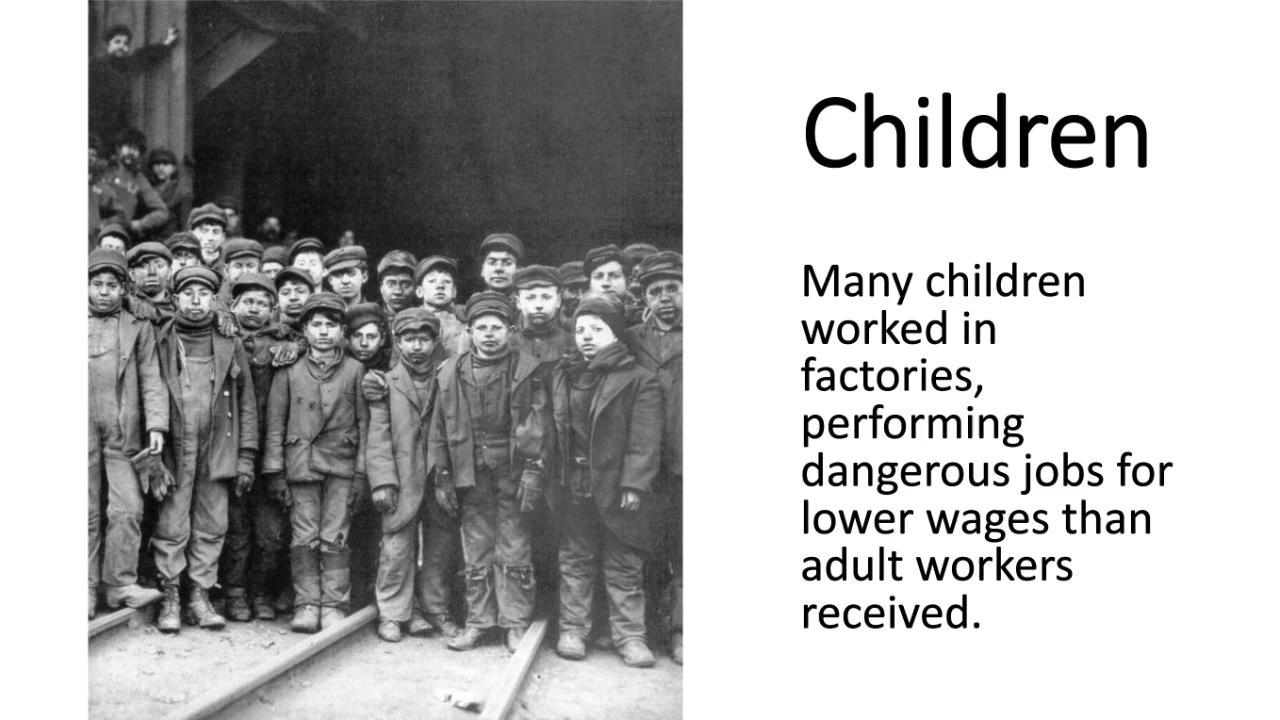 Children
Many children
worked in
factories,
performing
dangerous jobs for
lower wages than
adult workers
received.